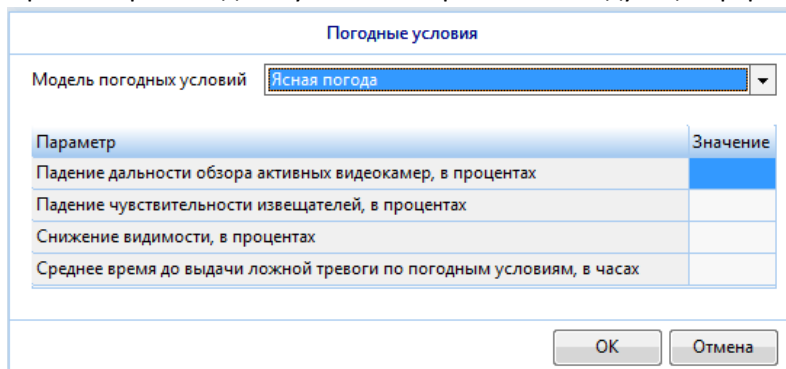 Погодные условия
Модель погодных условий Ясная погода
Параметр Значение
Падение дальности обзора активных видеокамер, в процентах
Падение чувствительности извещателей, в процентах
Снижение видимости, в процентах
Среднее время до выдачи ложной тревоги по погодным условиям, в часах
OK Отмена